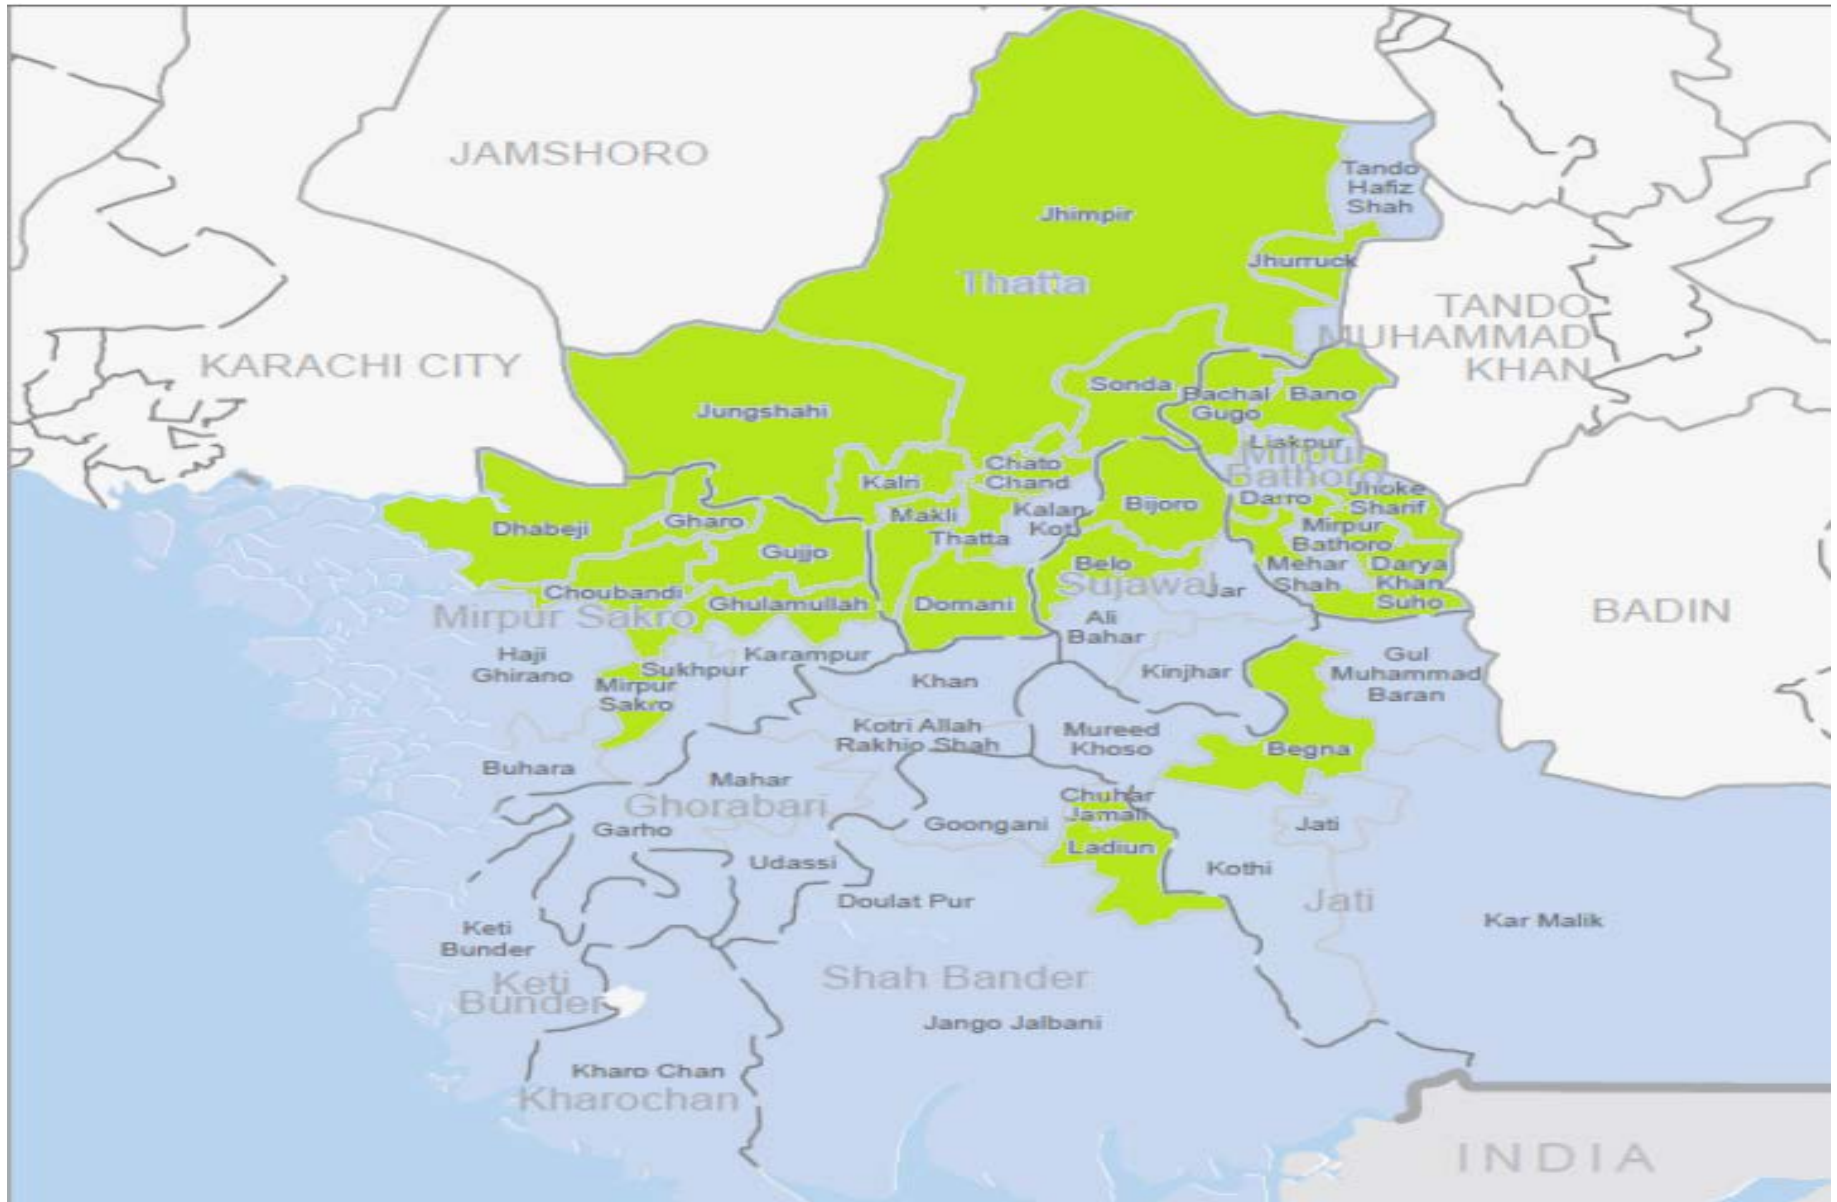 JAMSHORO
Tando
Hafiz
Shah
Jhimpir
Jhurruck
Thatta
TANDO
MUHAMMAD
KHAN
KARACHI CITY
Sonda
Bachal
Gugo
Bano
Jungshahi
Liakpur
Mirpur
Bathoro
Chato
Chand
Kalri
Jhoke
Sharif
Darro
Bijoro
Makli
Kalan
Kot
Dhabeji
Gharo
Thatta
Mirpur
Bathoro
Gujjo
Belo
Mehar
Shah
Darya
Khan
Suho
Sujawal
Jar
Choubandi
Ghulamullah
Domani
Mirpur Sakro
BADIN
Ali
Bahar
Haji
Ghirano
Sukhpur
Karampur
Gul
Muhammad
Baran
Khan
Kinjhar
Mirpur
Sakro
Kotri Allah
Rakhio Shah
Mureed
Khoso
Begna
Buhara
Mahar
Ghorabari
Chuhar
Jamali
Garho
Goongani
Jati
Ladiun
Udassi
Kothi
Doulat Pur
Jati
Kar Malik
Keti
Bunder
Keti
Bunder
Shah Bander
Jango Jalbani
Kharo Chan
Kharochan
INDIA